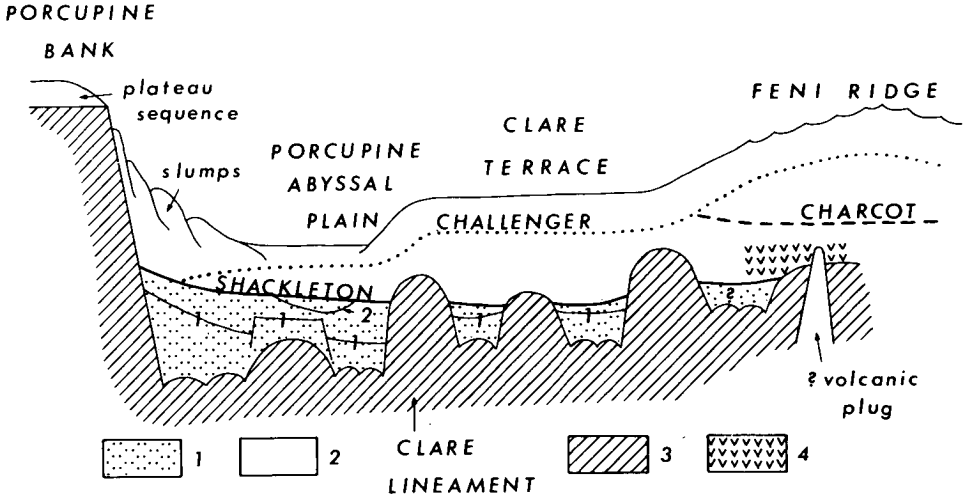 PORCUPINE
BANK
plateau
sequence
slumps
PORCUPINE
ABYSSAL
PLAIN
CLARE
TERRACE
FENI RIDGE
CHALLENGER
CHARCOT
SHACKLETON
1
1
2
1
1
1
?
? volcanic
plug
CLARE
LINEAMENT
1
2
3
4